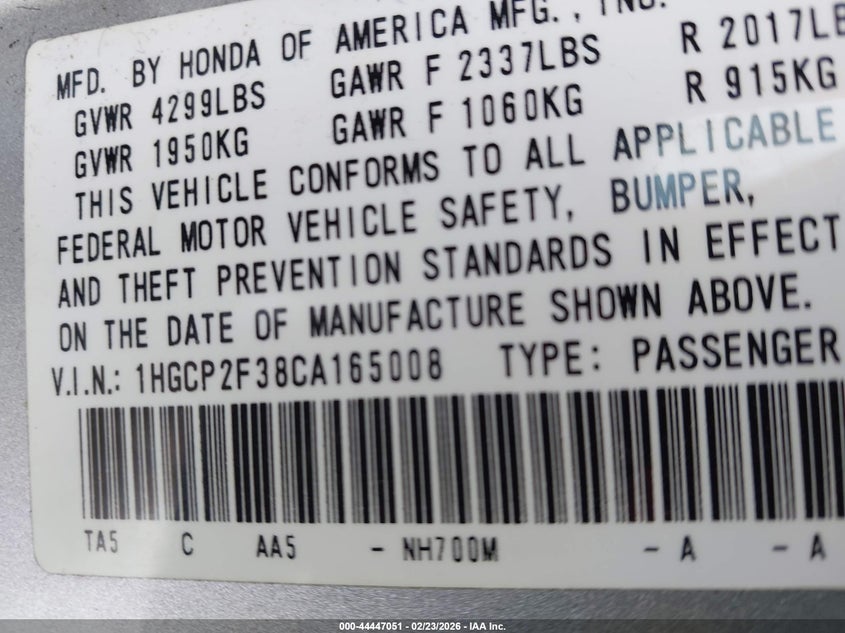 MFD. BY HONDA OF AMERICA MFG., INC.
GVWR 4299LBS GAWR F 2337LBS R 2017LB
GVWR 1950KG GAWR F 1060KG R 915KG
THIS VEHICLE CONFORMS TO ALL APPLICABLE
FEDERAL MOTOR VEHICLE SAFETY, BUMPER,
AND THEFT PREVENTION STANDARDS IN EFFECT
ON THE DATE OF MANUFACTURE SHOWN ABOVE.
V.I.N.: 1HGCP2F38CA165008 TYPE: PASSENGER
TA5 C AA5 - NH700M - A - A
000-44447051 - 02/23/2026 - IAA Inc.